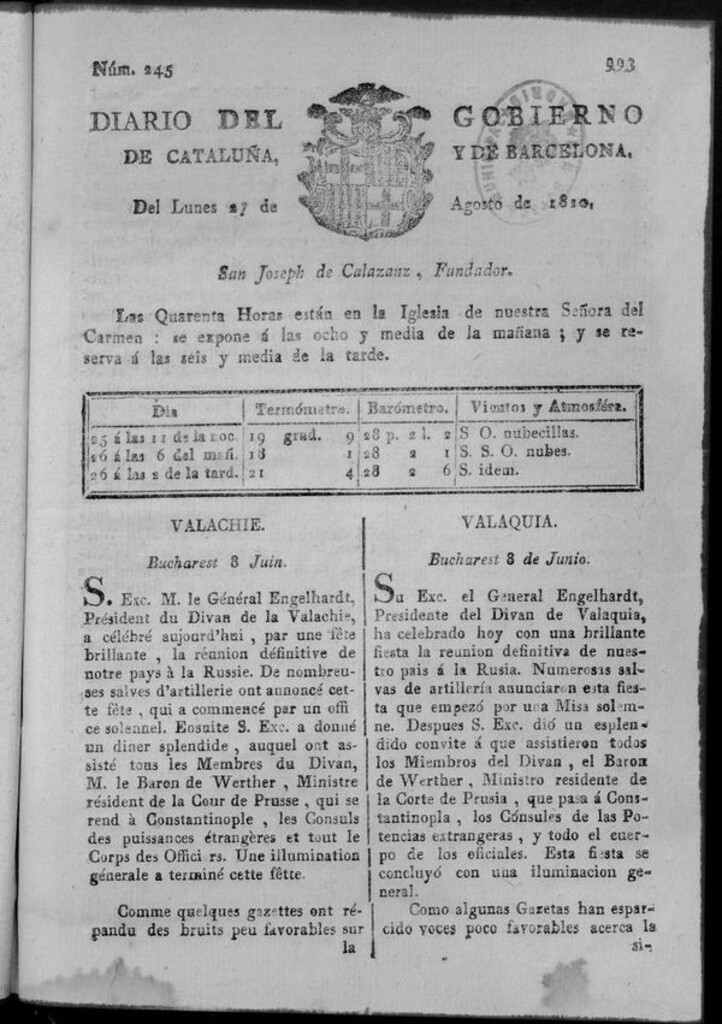 Núm. 245 993
DIARIO DEL GOBIERNO
DE CATALUÑA, Y DE BARCELONA.
Del Lunes 27 de Agosto de 1810.
San Joseph de Calazanz, Fundador.
Las Quarenta Horas están en la Iglesia de nuestra Señora del
Carmen : se expone á las ocho y media de la mañana ; y se re-
serva á las seis y media de la tarde.
Dia Termómetro. Barómetro. Vientos y Atmosféra.
25 á las 11 de la noc. 19 grad. 9 28 p. 2 l. 2 S O. nubecillas.
26 á las 6 del mañ. 18 1 28 2 1 S. S. O. nubes.
26 á las 2 de la tard. 21 4 28 2 6 S. idem.
VALACHIE.
Bucharest 8 Juin.
S. Exc. M. le Général Engelhardt,
Président du Divan de la Valachie,
a célébré aujourd'hui , par une fête
brillante , la réunion définitive de
notre pays à la Russie. De nombreu-
ses salves d'artillerie ont annoncé cet-
te fête , qui a commencé par un offi
ce solennel. Ensuite S. Exc. a donné
un diner splendide , auquel ont as-
sisté tous les Membres du Divan,
M. le Baron de Werther , Ministre
résident de la Cour de Prusse , qui se
rend à Constantinople , les Consuls
des puissances étrangères et tout le
Corps des Offici rs. Une illumination
génerale a terminé cette fêtte.
Comme quelques gazettes ont ré-
pandu des bruits peu favorables sur
la
VALAQUIA.
Bucharest 8 de Junio.
Su Exc. el General Engelhardt,
Presidente del Divan de Valaquia,
ha celebrado hoy con una brillante
fiesta la reunion definitiva de nues-
tro pais á la Rusia. Numerosas sal-
vas de artillería anunciaron esta fies-
ta que empezó por una Misa solem-
ne. Despues S. Exc. dió un esplen-
dido convite á que assistieron todos
los Miembros del Divan , el Baron
de Werther , Ministro residente de
la Corte de Prusia , que pasa á Cons-
tantinopla , los Cónsules de las Po-
tencias extrangeras , y todo el cuer-
po de los oficiales. Esta fiesta se
concluyó con una iluminacion ge-
neral.
Como algunas Gazetas han espar-
cido voces poco favorables acerca la
si-